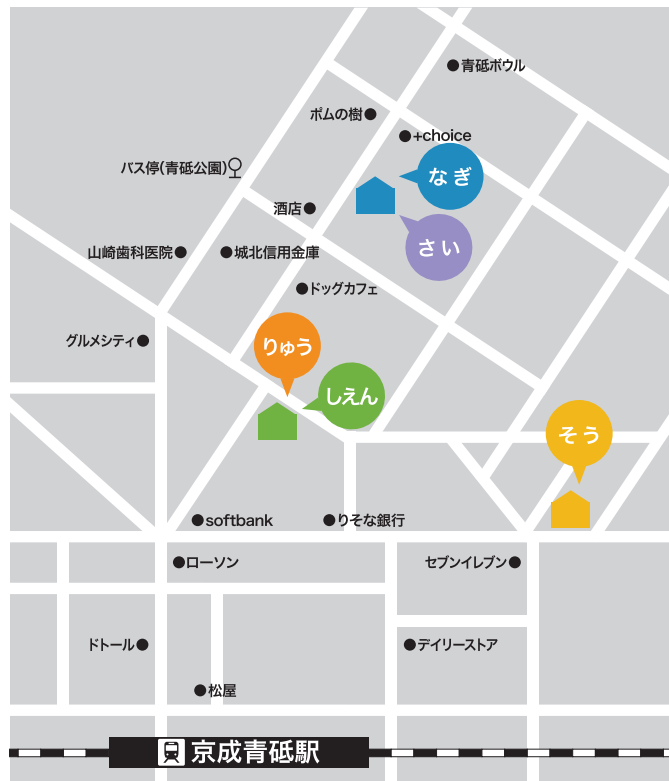 青砥ボウル
ポムの樹
+choice
バス停(青砥公園)
なぎ
酒店
さい
山崎歯科医院
城北信用金庫
ドッグカフェ
グルメシティ
りゅう
しえん
そう
softbank
りそな銀行
ローソン
セブンイレブン
ドトール
デイリーストア
松屋
京成青砥駅